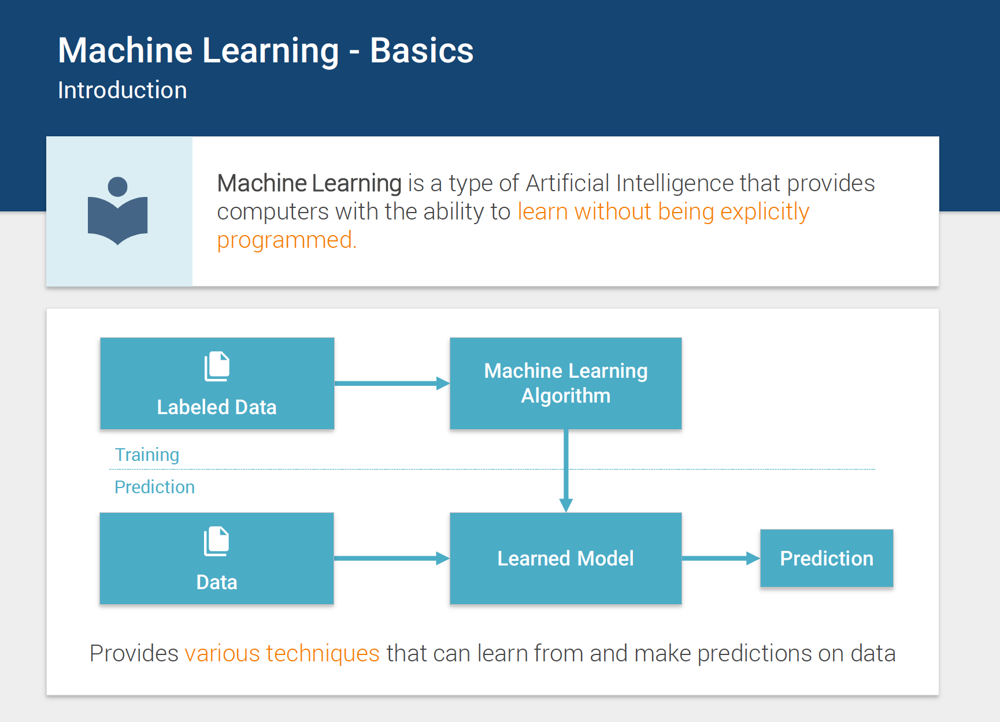 Machine Learning - Basics
Introduction
Machine Learning is a type of Artificial Intelligence that provides
computers with the ability to learn without being explicitly
programmed.
Labeled Data
Machine Learning
Algorithm
Training
Prediction
Data
Learned Model
Prediction
Provides various techniques that can learn from and make predictions on data